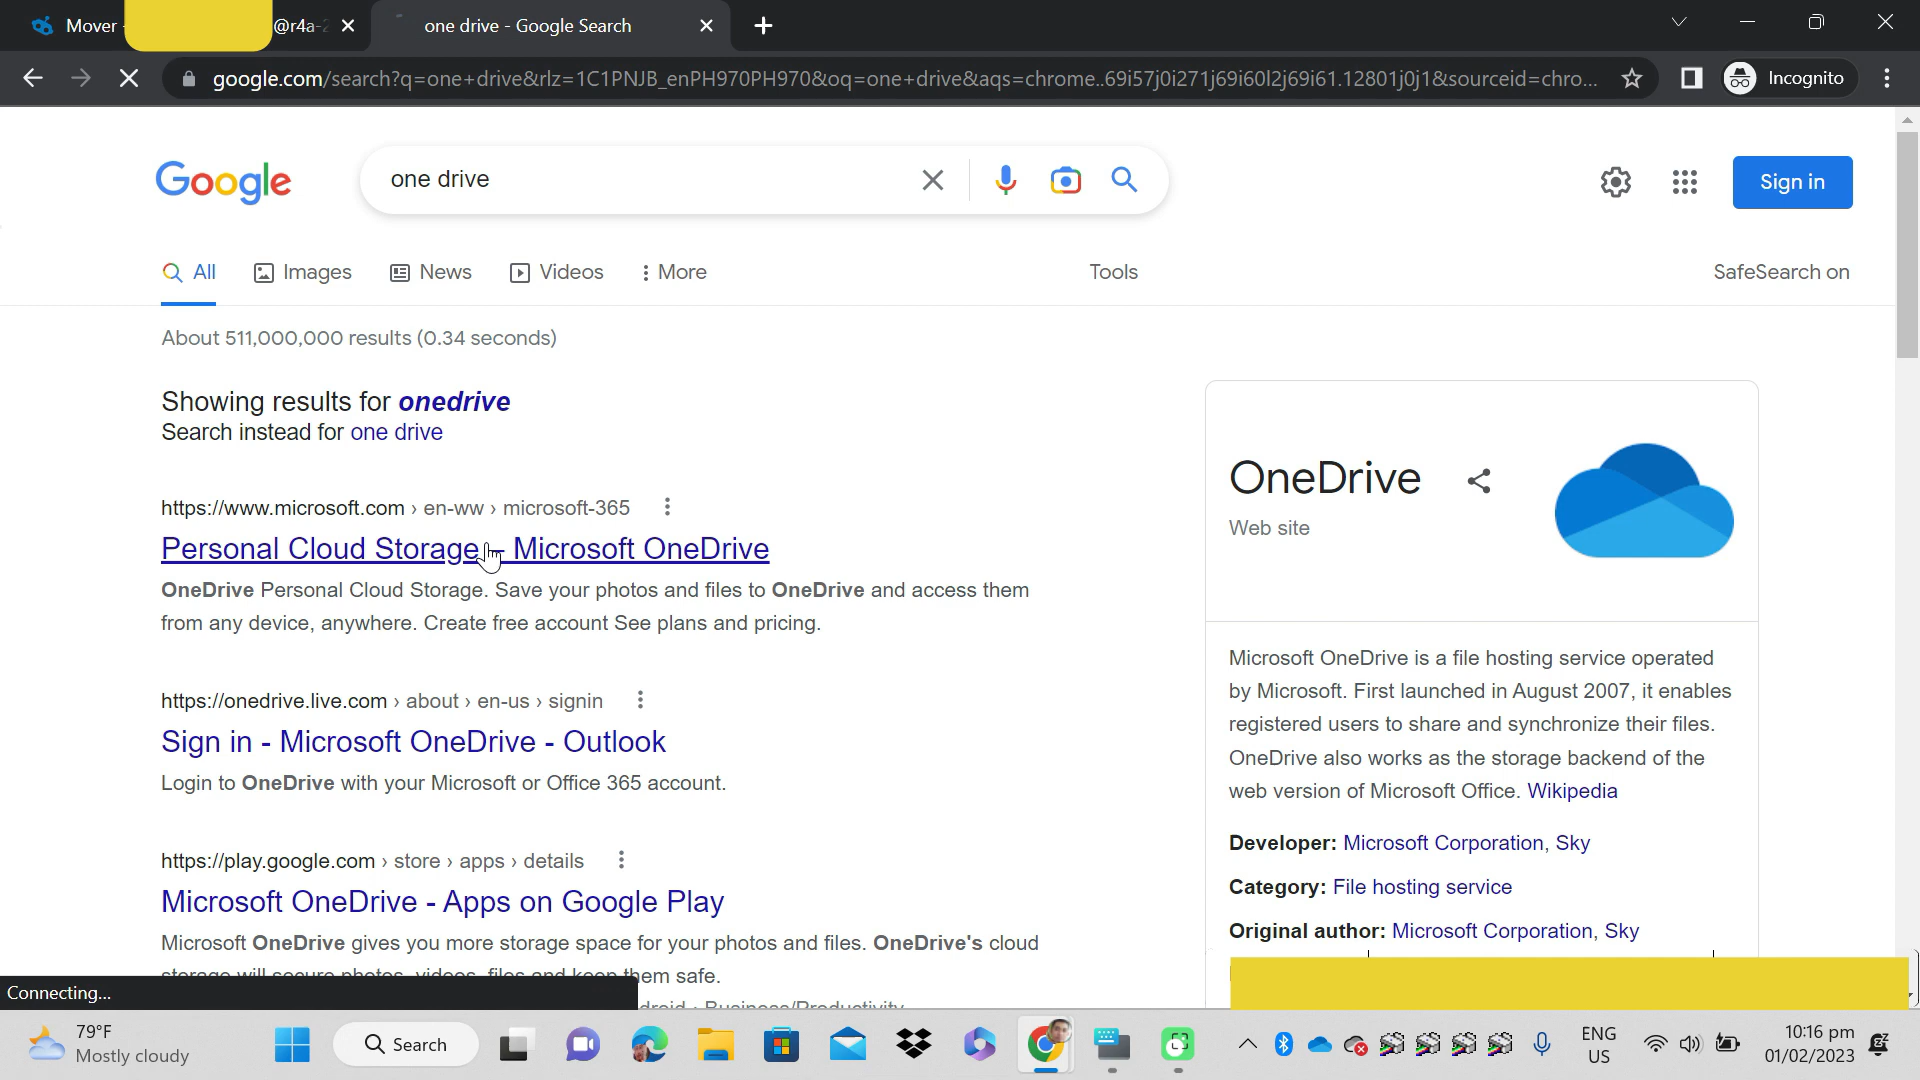 Mover - @r4a-
one drive - Google Search
google.com/search?q=one+drive&rlz=1C1PNJB_enPH970PH970&oq=one+drive&aqs=chrome..69i57j0i271j69i60l2j69i61.12801j0j1&sourceid=chro...
Incognito
Google
one drive
Sign in
All
Images
News
Videos
More
Tools
SafeSearch on
About 511,000,000 results (0.34 seconds)
Showing results for onedrive
Search instead for one drive
https://www.microsoft.com › en-ww › microsoft-365
Personal Cloud Storage – Microsoft OneDrive
OneDrive Personal Cloud Storage. Save your photos and files to OneDrive and access them
from any device, anywhere. Create free account See plans and pricing.
https://onedrive.live.com › about › en-us › signin
Sign in - Microsoft OneDrive - Outlook
Login to OneDrive with your Microsoft or Office 365 account.
https://play.google.com › store › apps › details
Microsoft OneDrive - Apps on Google Play
Microsoft OneDrive gives you more storage space for your photos and files. OneDrive's cloud
storage will secure photos, videos, files and keep them safe.
Business/Productivity
OneDrive
Web site
Microsoft OneDrive is a file hosting service operated
by Microsoft. First launched in August 2007, it enables
registered users to share and synchronize their files.
OneDrive also works as the storage backend of the
web version of Microsoft Office. Wikipedia
Developer: Microsoft Corporation, Sky
Category: File hosting service
Original author: Microsoft Corporation, Sky
Connecting...
79°F
Mostly cloudy
Search
ENG
US
10:16 pm
01/02/2023